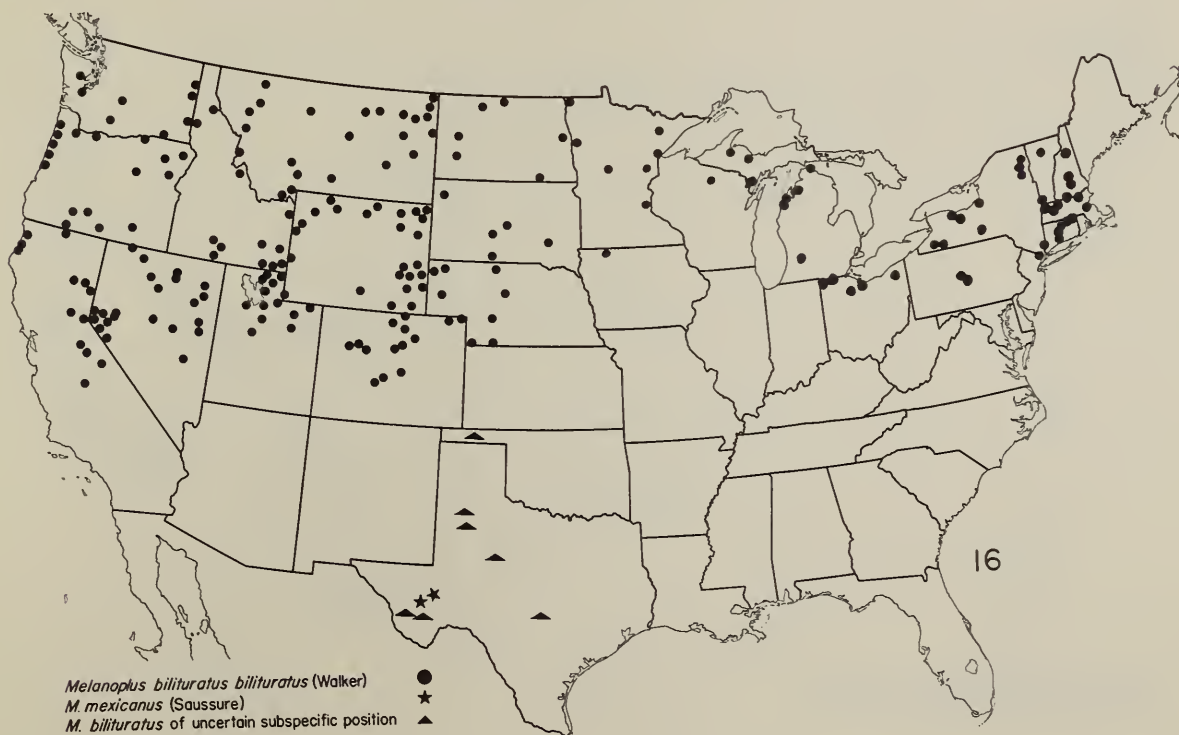 16
Melanoplus bilituratus bilituratus (Walker)
M. mexicanus (Saussure)
M. bilituratus of uncertain subspecific position